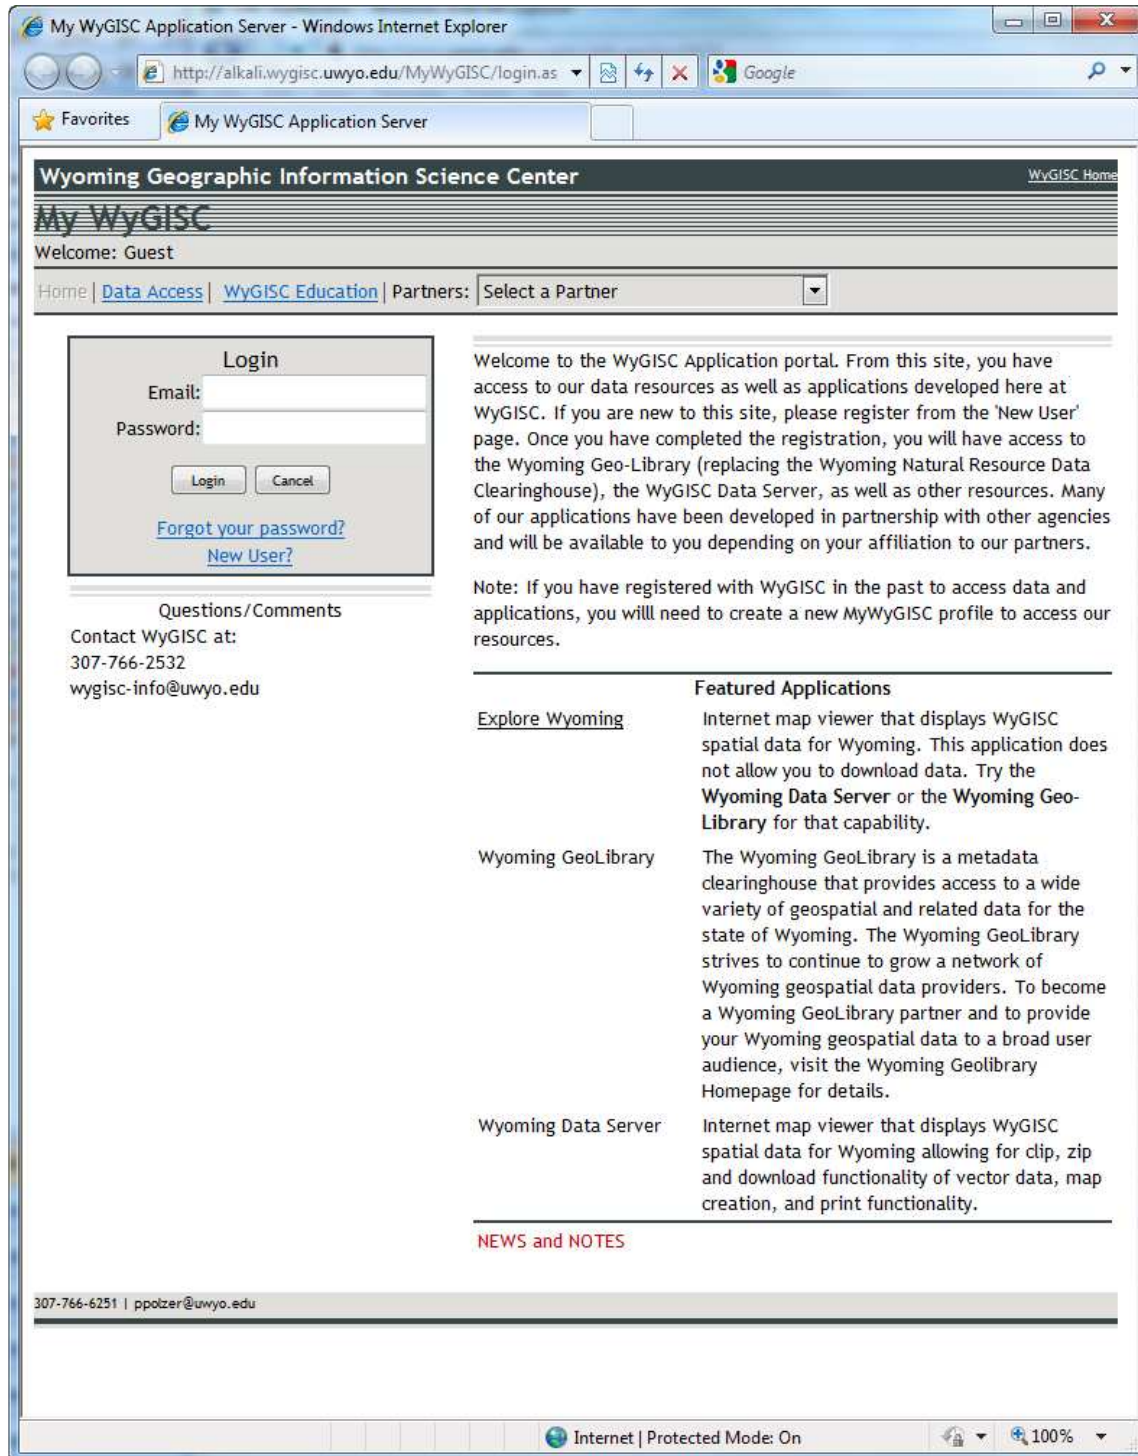 My WyGISC Application Server - Windows Internet Explorer
http://alkali.wygisc.uwyo.edu/MyWyGISC/login.as
Google
Favorites
My WyGISC Application Server
Wyoming Geographic Information Science Center
WyGISC Home
My WyGISC
Welcome: Guest
Home | Data Access | WyGISC Education | Partners: Select a Partner
Login
Email:
Password:
Login
Cancel
Forgot your password?
New User?
Questions/Comments
Contact WyGISC at:
307-766-2532
wygisc-info@uwyo.edu
Welcome to the WyGISC Application portal. From this site, you have
access to our data resources as well as applications developed here at
WyGISC. If you are new to this site, please register from the 'New User'
page. Once you have completed the registration, you will have access to
the Wyoming Geo-Library (replacing the Wyoming Natural Resource Data
Clearinghouse), the WyGISC Data Server, as well as other resources. Many
of our applications have been developed in partnership with other agencies
and will be available to you depending on your affiliation to our partners.
Note: If you have registered with WyGISC in the past to access data and
applications, you willl need to create a new MyWyGISC profile to access our
resources.
Featured Applications
Explore Wyoming
Internet map viewer that displays WyGISC
spatial data for Wyoming. This application does
not allow you to download data. Try the
Wyoming Data Server or the Wyoming Geo-
Library for that capability.
Wyoming GeoLibrary
The Wyoming GeoLibrary is a metadata
clearinghouse that provides access to a wide
variety of geospatial and related data for the
state of Wyoming. The Wyoming GeoLibrary
strives to continue to grow a network of
Wyoming geospatial data providers. To become
a Wyoming GeoLibrary partner and to provide
your Wyoming geospatial data to a broad user
audience, visit the Wyoming Geolibrary
Homepage for details.
Wyoming Data Server
Internet map viewer that displays WyGISC
spatial data for Wyoming allowing for clip, zip
and download functionality of vector data, map
creation, and print functionality.
NEWS and NOTES
307-766-6251 | ppolzer@uwyo.edu
Internet | Protected Mode: On
100%